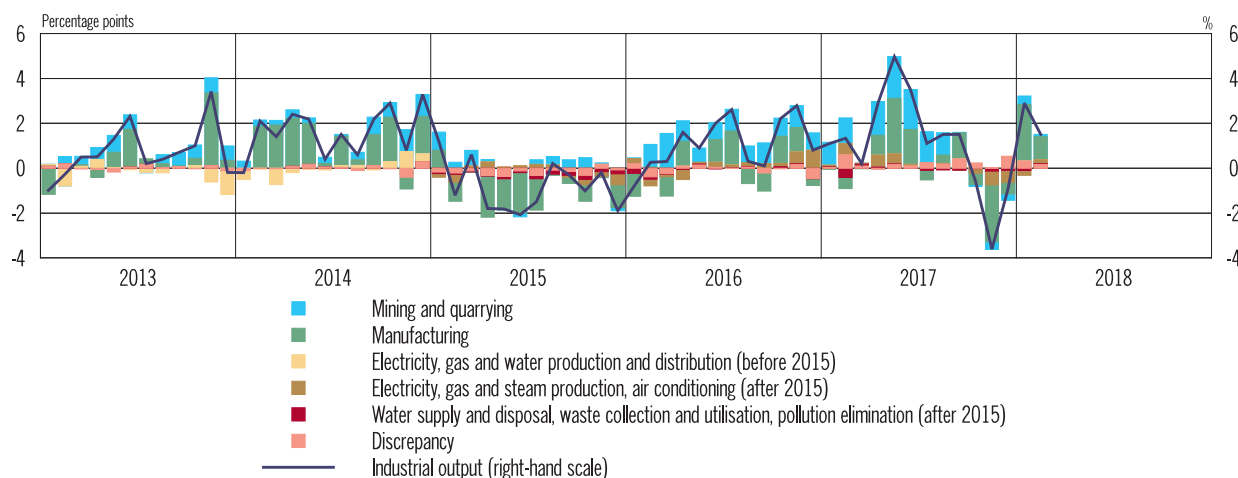 Percentage points %
6 6
4 4
2 2
0 0
-2 -2
-4 -4
2013 2014 2015 2016 2017 2018
Mining and quarrying
Manufacturing
Electricity, gas and water production and distribution (before 2015)
Electricity, gas and steam production, air conditioning (after 2015)
Water supply and disposal, waste collection and utilisation, pollution elimination (after 2015)
Discrepancy
Industrial output (right-hand scale)